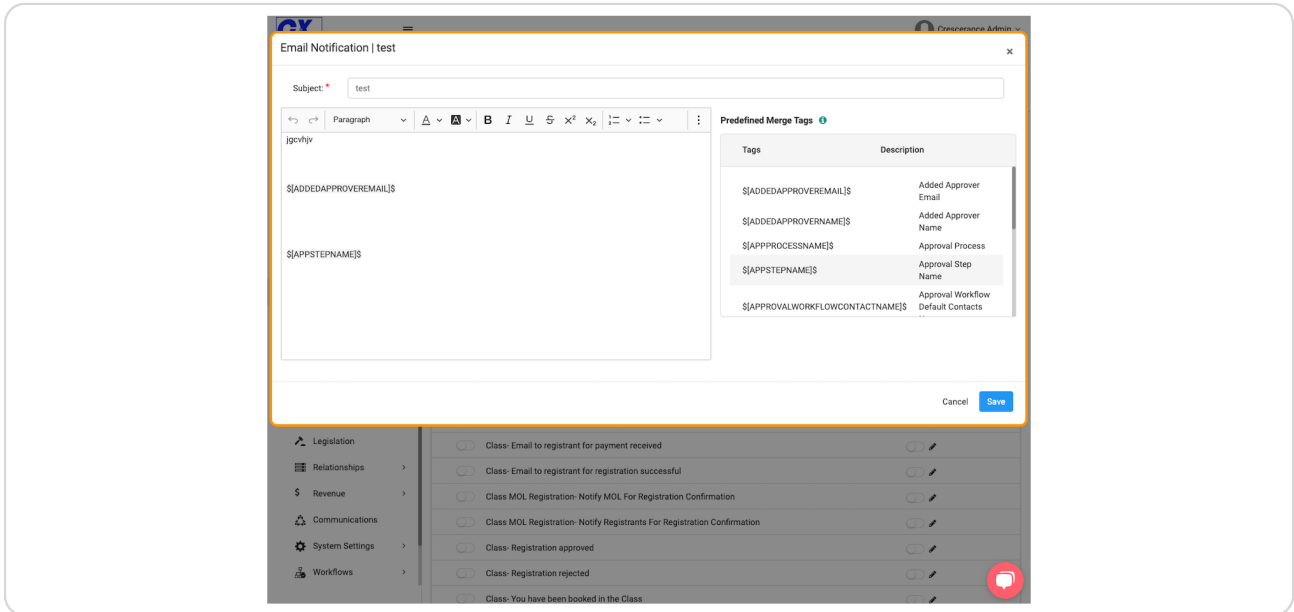 CX
Crescerance Admin
Email Notification | test
×
Subject: *
test
Paragraph
A
A
B I U S x² x₂
jgcvhjv
$[ADDEDAPPROVEREMAIL]$
$[APPSTEPNAME]$
Predefined Merge Tags
Tags Description
$[ADDEDAPPROVEREMAIL]$ Added Approver
Email
$[ADDEDAPPROVERNAME]$ Added Approver
Name
$[APPPROCESSNAME]$ Approval Process
$[APPSTEPNAME]$ Approval Step
Name
$[APPROVALWORKFLOWCONTACTNAME]$ Approval Workflow
Default Contacts
Cancel Save
Legislation
Relationships
Revenue
Communications
System Settings
Workflows
Class- Email to registrant for payment received
Class- Email to registrant for registration successful
Class MOL Registration- Notify MOL For Registration Confirmation
Class MOL Registration- Notify Registrants For Registration Confirmation
Class- Registration approved
Class- Registration rejected
Class- You have been booked in the Class